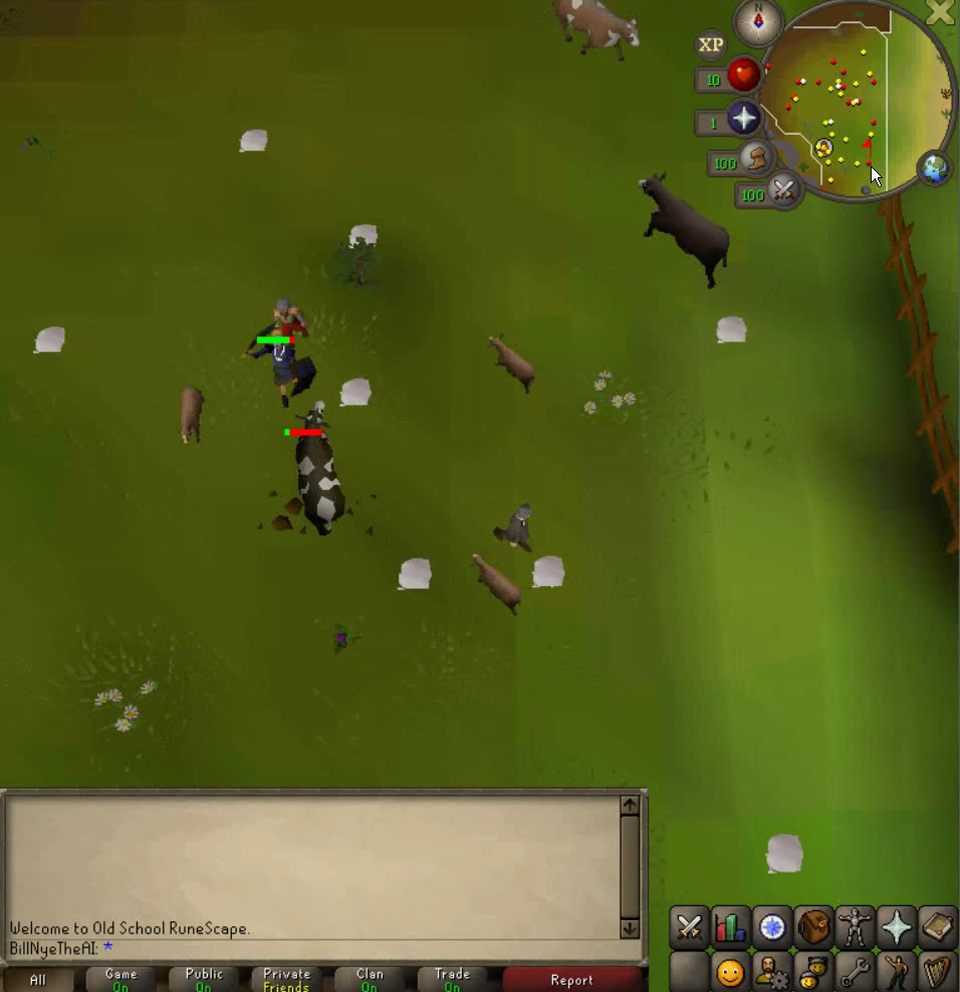 N
XP
10
1
100
100
Welcome to Old School RuneScape.
BillNyeTheAI: *
All
Game
On
Public
On
Private
Friends
Clan
On
Trade
On
Report